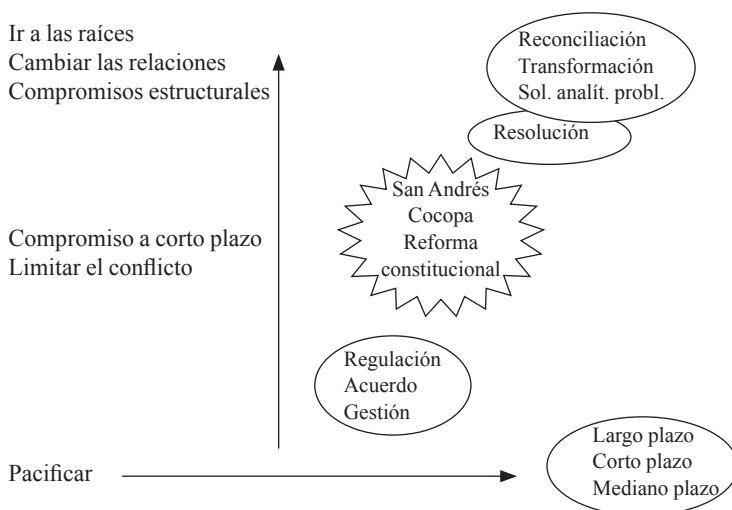 Ir a las raíces
Cambiar las relaciones
Compromisos estructurales
Reconciliación
Transformación
Sol. analít. probl.
Resolución
San Andrés
Cocopa
Reforma
constitucional
Compromiso a corto plazo
Limitar el conflicto
Regulación
Acuerdo
Gestión
Pacificar
Largo plazo
Corto plazo
Mediano plazo